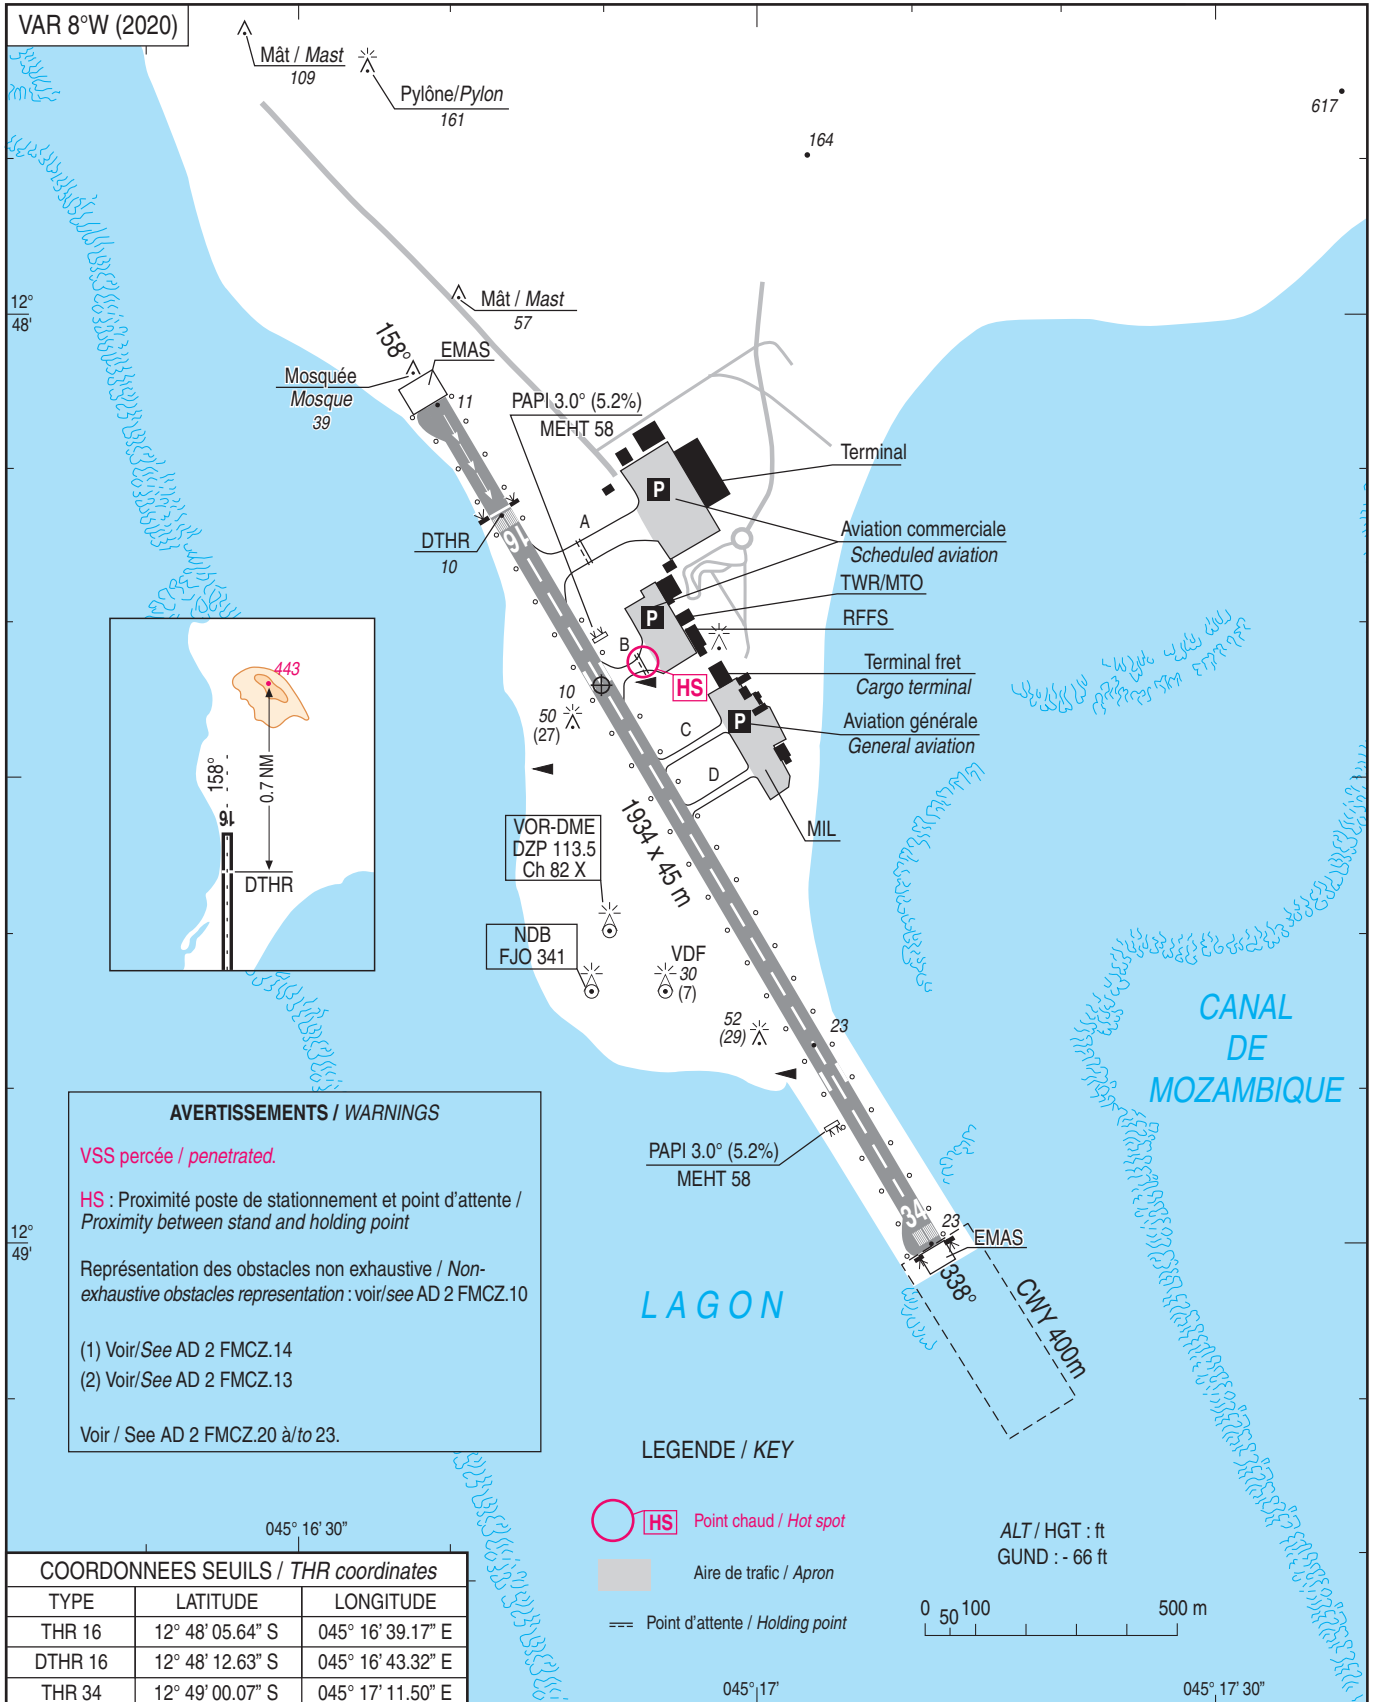 VAR 8°W (2020)
Mât / Mast
109
Pylône/Pylon
161
164
617
12°
48'
Mât / Mast
57
158°
EMAS
Mosquée
Mosque
39
11
PAPI 3.0° (5.2%)
MEHT 58
Terminal
P
A
DTHR
10
16
Aviation commerciale
Scheduled aviation
TWR/MTO
P
RFFS
B
HS
Terminal fret
Cargo terminal
10
50
(27)
P
Aviation générale
General aviation
C
D
MIL
443
0.7 NM
158°
16
DTHR
1934 x 45 m
VOR-DME
DZP 113.5
Ch 82 X
NDB
FJO 341
VDF
30
(7)
52
(29)
23
CANAL
DE
MOZAMBIQUE
AVERTISSEMENTS / WARNINGS
VSS percée / penetrated.
HS : Proximité poste de stationnement et point d'attente /
Proximity between stand and holding point
Représentation des obstacles non exhaustive / Non-
exhaustive obstacles representation : voir/see AD 2 FMCZ.10
(1) Voir/See AD 2 FMCZ.14
(2) Voir/See AD 2 FMCZ.13
Voir / See AD 2 FMCZ.20 à/to 23.
PAPI 3.0° (5.2%)
MEHT 58
34
23
EMAS
338°
CWY 400m
12°
49'
LAGON
LEGENDE / KEY
HS Point chaud / Hot spot
Aire de trafic / Apron
Point d'attente / Holding point
ALT / HGT : ft
GUND : - 66 ft
0 50 100 500 m
045° 16' 30"
045° 17'
045° 17' 30"
COORDONNEES SEUILS / THR coordinates
TYPE LATITUDE LONGITUDE
THR 16 12° 48' 05.64" S 045° 16' 39.17" E
DTHR 16 12° 48' 12.63" S 045° 16' 43.32" E
THR 34 12° 49' 00.07" S 045° 17' 11.50" E